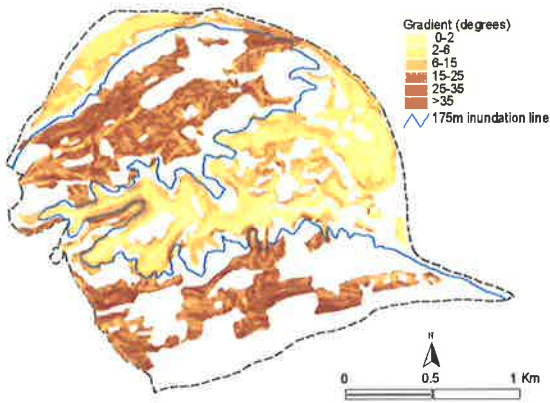 Gradient (degrees)
0-2
2-6
6-15
15-25
25-35
>35
175m inundation line
N
0 0.5 1 Km